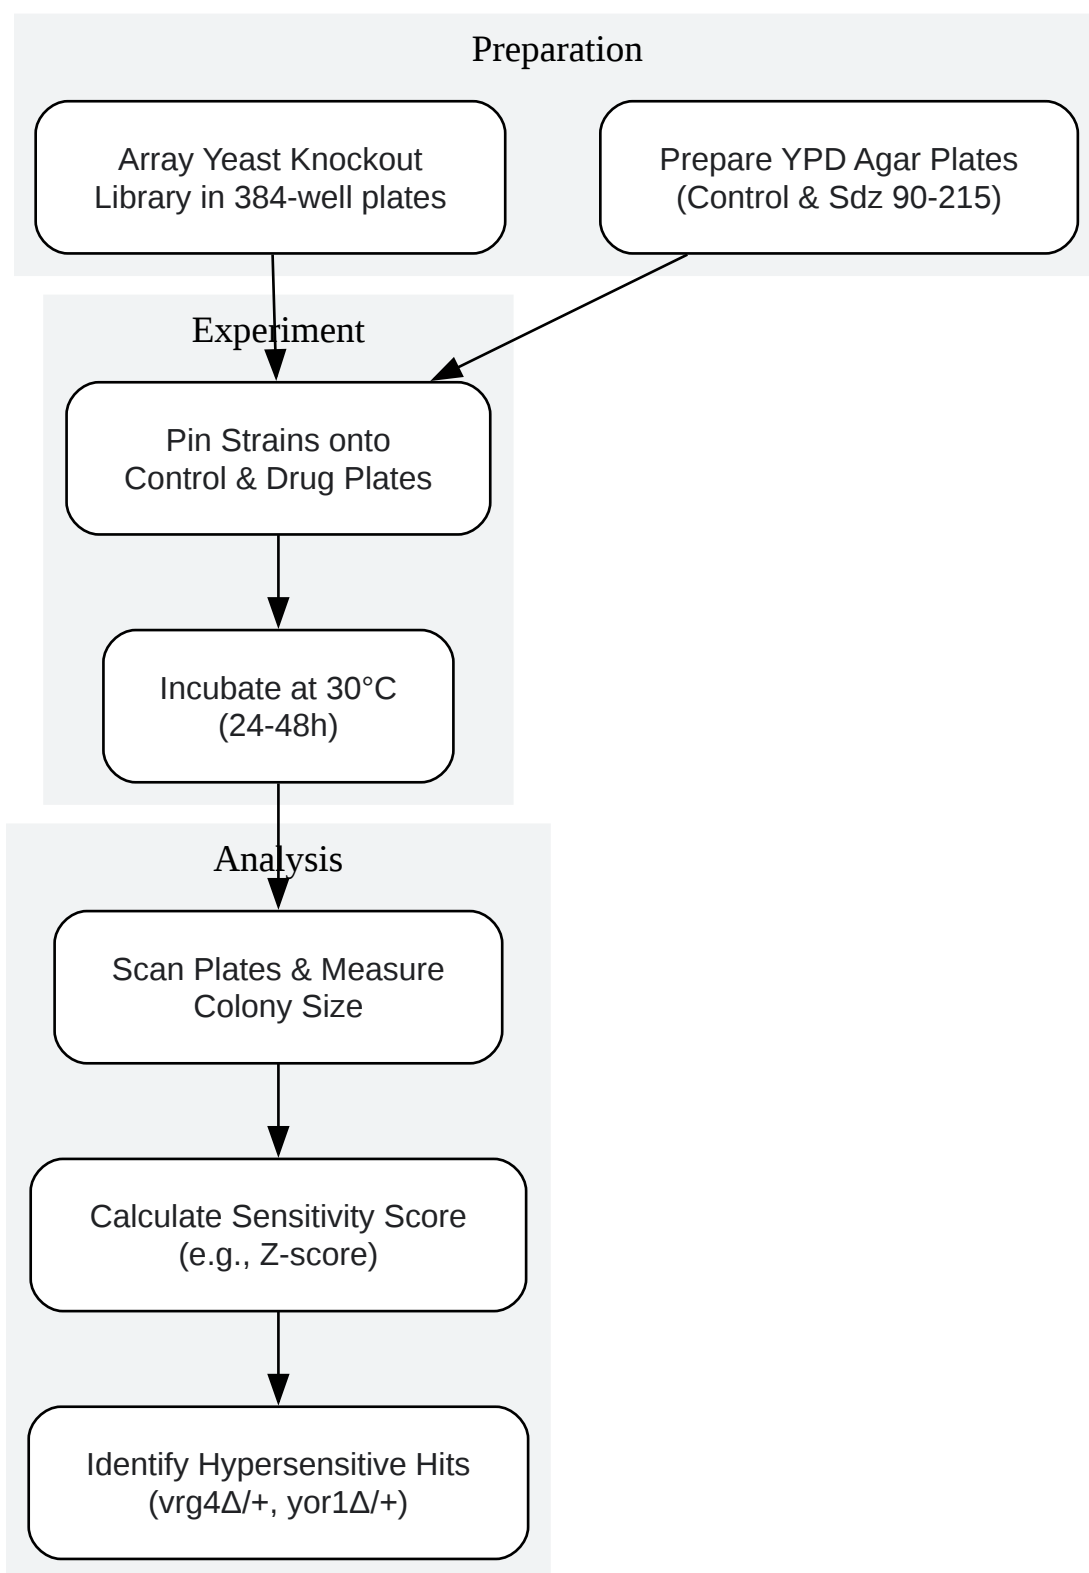 Preparation
Array Yeast Knockout
Library in 384-well plates
Prepare YPD Agar Plates
(Control & Sdz 90-215)
Experiment
Pin Strains onto
Control & Drug Plates
Incubate at 30°C
(24-48h)
Analysis
Scan Plates & Measure
Colony Size
Calculate Sensitivity Score
(e.g., Z-score)
Identify Hypersensitive Hits
(vrg4Δ/+, yor1Δ/+)